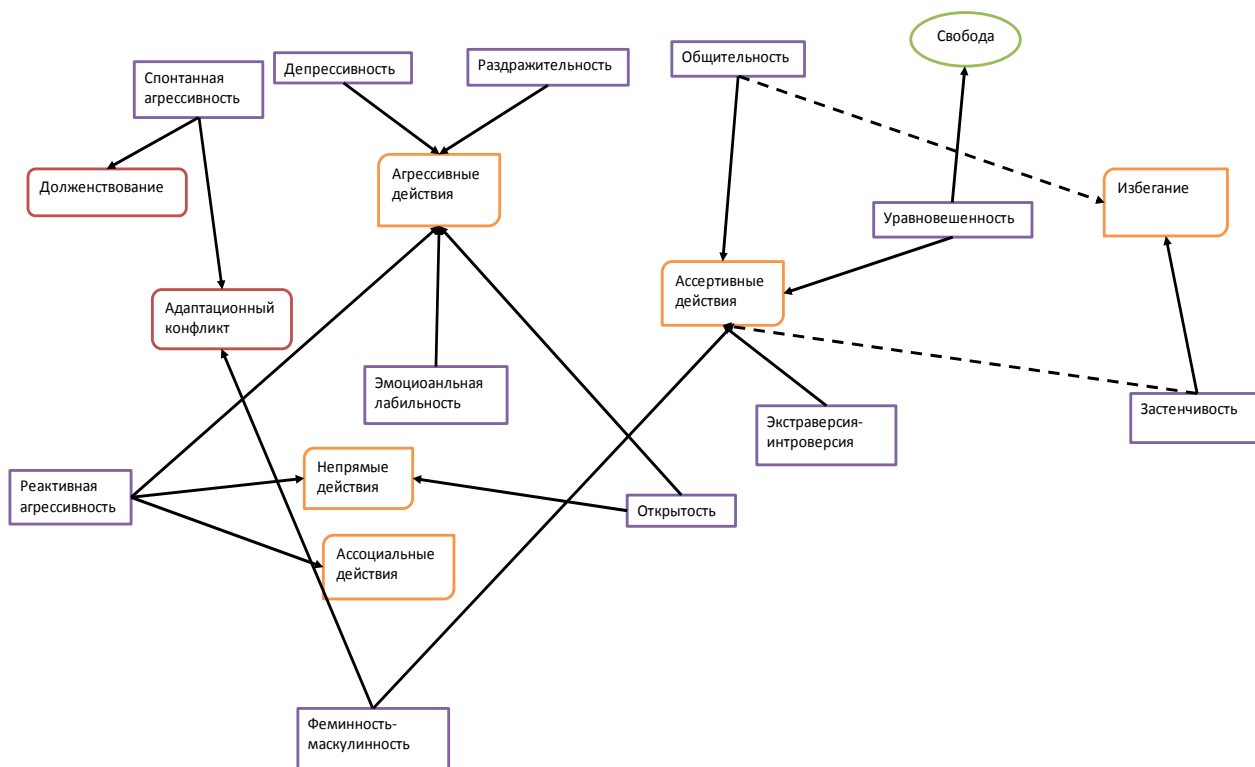 Свобода
Общительность
Депрессивность
Раздражительность
Спонтанная
агрессивность
Агрессивные
действия
Долженствование
Избегание
Уравновешенность
Ассертивные
действия
Адаптационный
конфликт
Эмоциоанльная
лабильность
Экстраверсия-
интроверсия
Застенчивость
Непрямые
действия
Реактивная
агрессивность
Открытость
Ассоциальные
действия
Феминность-
маскулинность